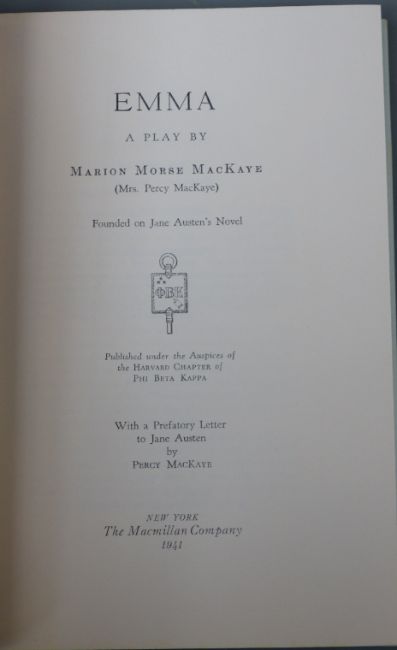 EMMA
A PLAY BY
MARION MORSE MACKAYE
(Mrs. Percy MacKaye)
Founded on Jane Austen's Novel
ΦΒΚ
Published under the Auspices of
the HARVARD CHAPTER of
PHI BETA KAPPA
With a Prefatory Letter
to Jane Austen
by
PERCY MACKAYE
NEW YORK
The Macmillan Company
1941